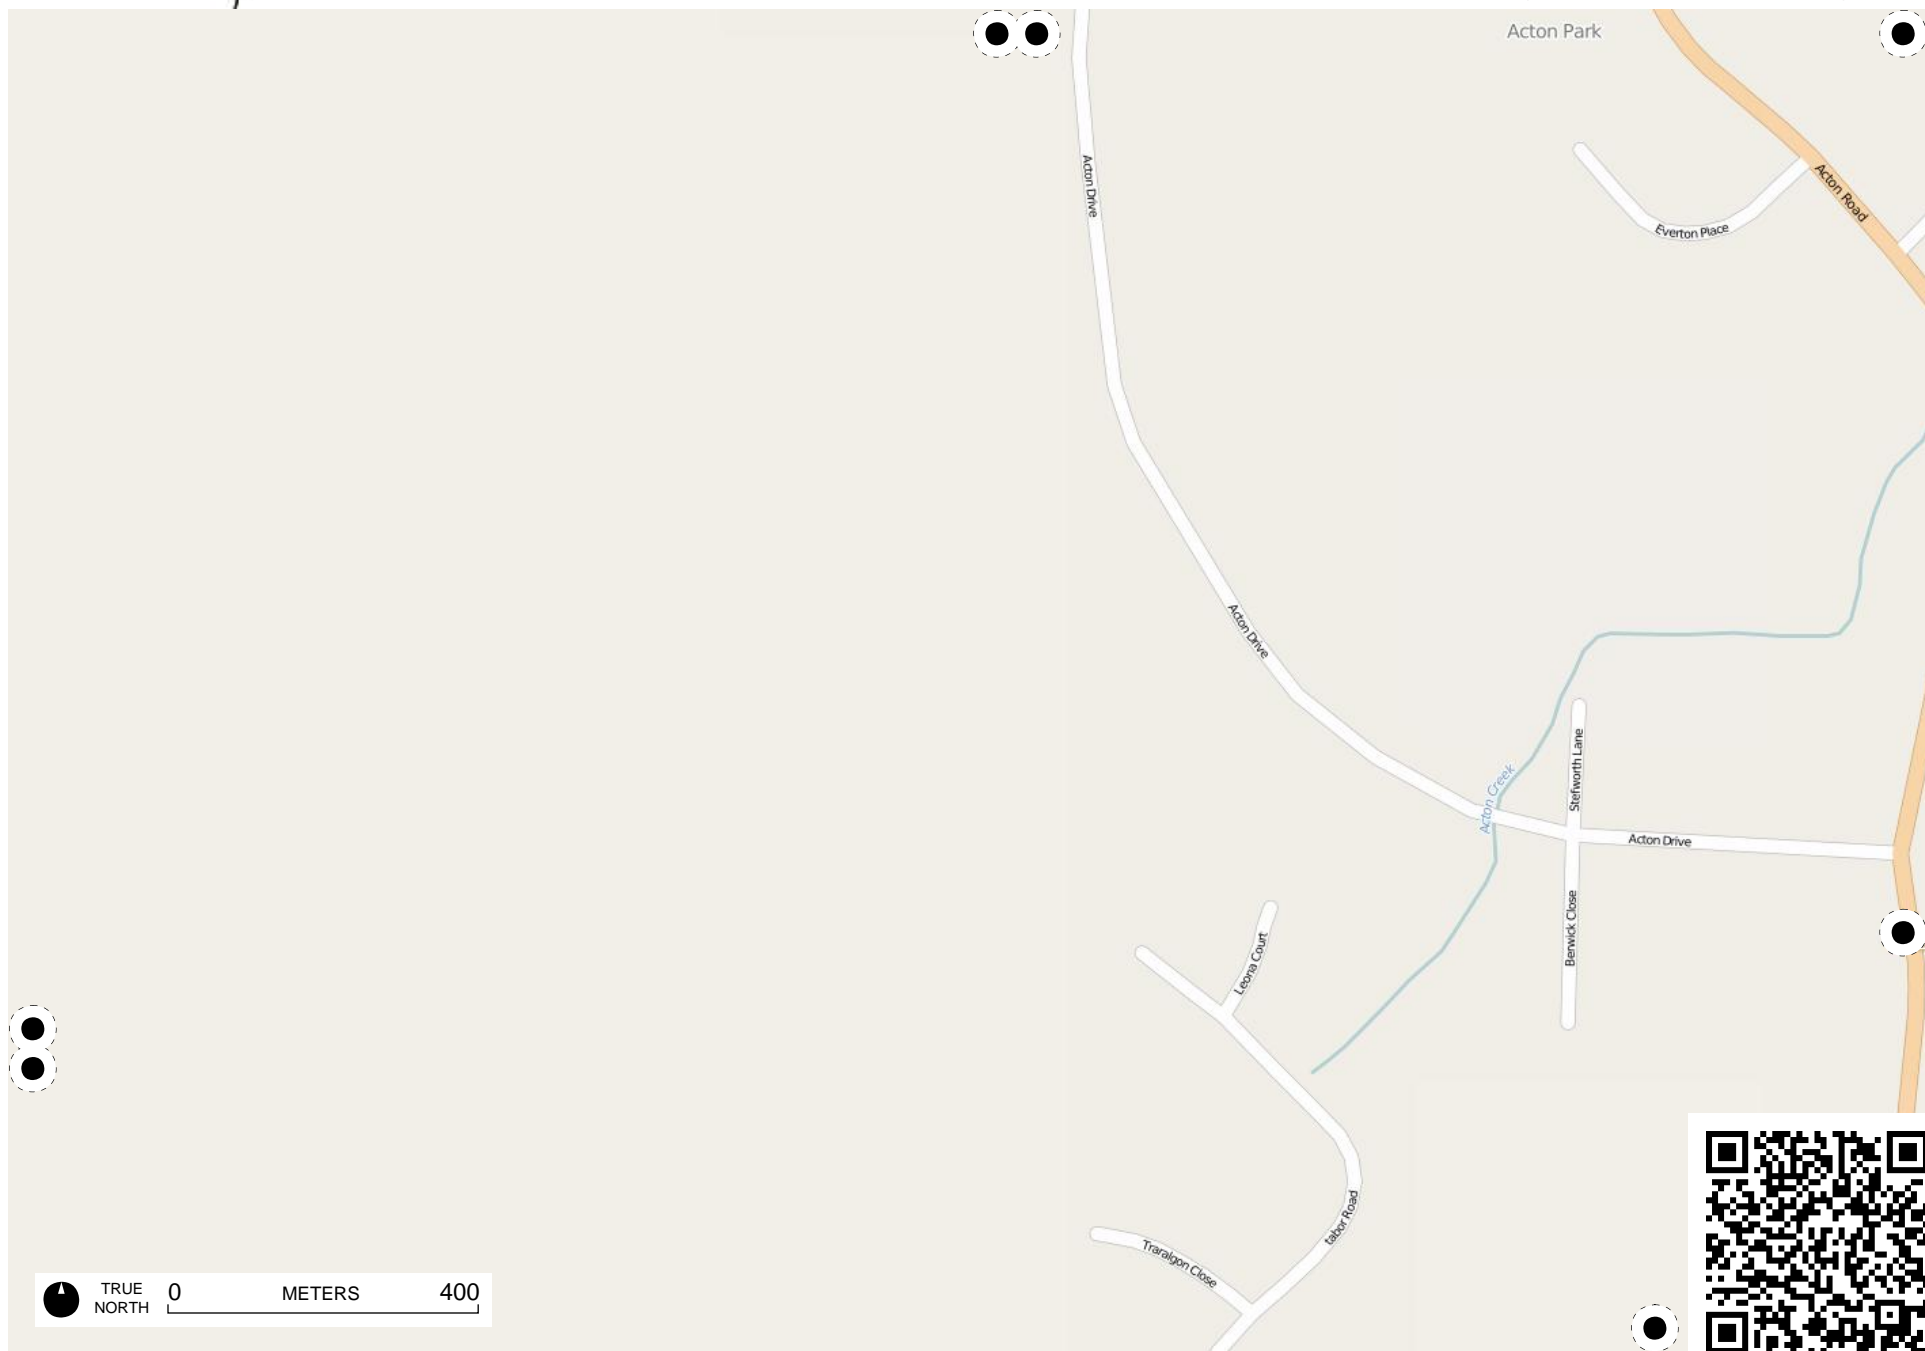 Acton Park
Acton Drive
Acton Road
Everton Place
Acton Drive
Stefworth Lane
Acton Creek
Acton Drive
Berwick Close
Leona Court
tabor Road
Traralgon Close
TRUE
NORTH
0 METERS 400